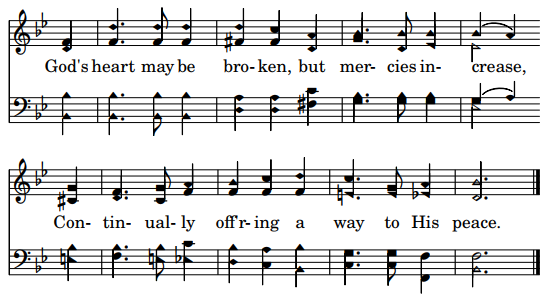 God's heart may be bro- ken, but mer- cies in- crease,
Con- tin- ual- ly off'r- ing a way to His peace.